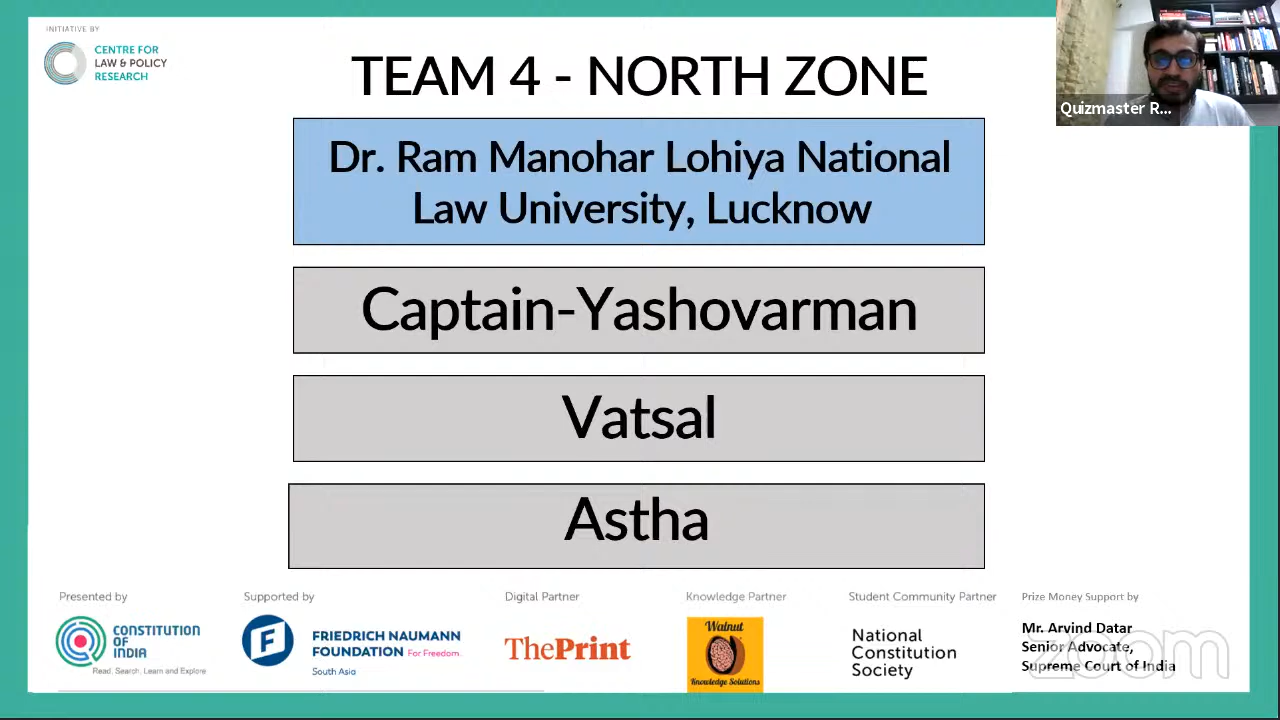 INITIATIVE BY
CENTRE FOR
LAW & POLICY
RESEARCH
TEAM 4 - NORTH ZONE
Quizmaster R...
Dr. Ram Manohar Lohiya National
Law University, Lucknow
Captain-Yashovarman
Vatsal
Astha
Presented by
CONSTITUTION
OF
INDIA
Read, Search, Learn and Explore
Supported by
FRIEDRICH NAUMANN
FOUNDATION For Freedom.
South Asia
Digital Partner
ThePrint
Knowledge Partner
Walnut
Knowledge Solutions
Student Community Partner
National
Constitution
Society
Prize Money Support by
Mr. Arvind Datar
Senior Advocate,
Supreme Court of India
zoom